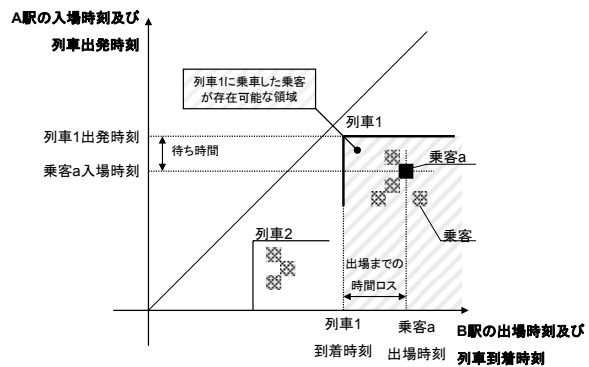 A駅の入場時刻及び
列車出発時刻
列車1に乗車した乗客
が存在可能な領域
列車1
列車1出発時刻
待ち時間
乗客a
乗客a入場時刻
乗客
列車2
出場までの
時間ロス
列車1
到着時刻
乗客a
出場時刻
B駅の出場時刻及び
列車到着時刻